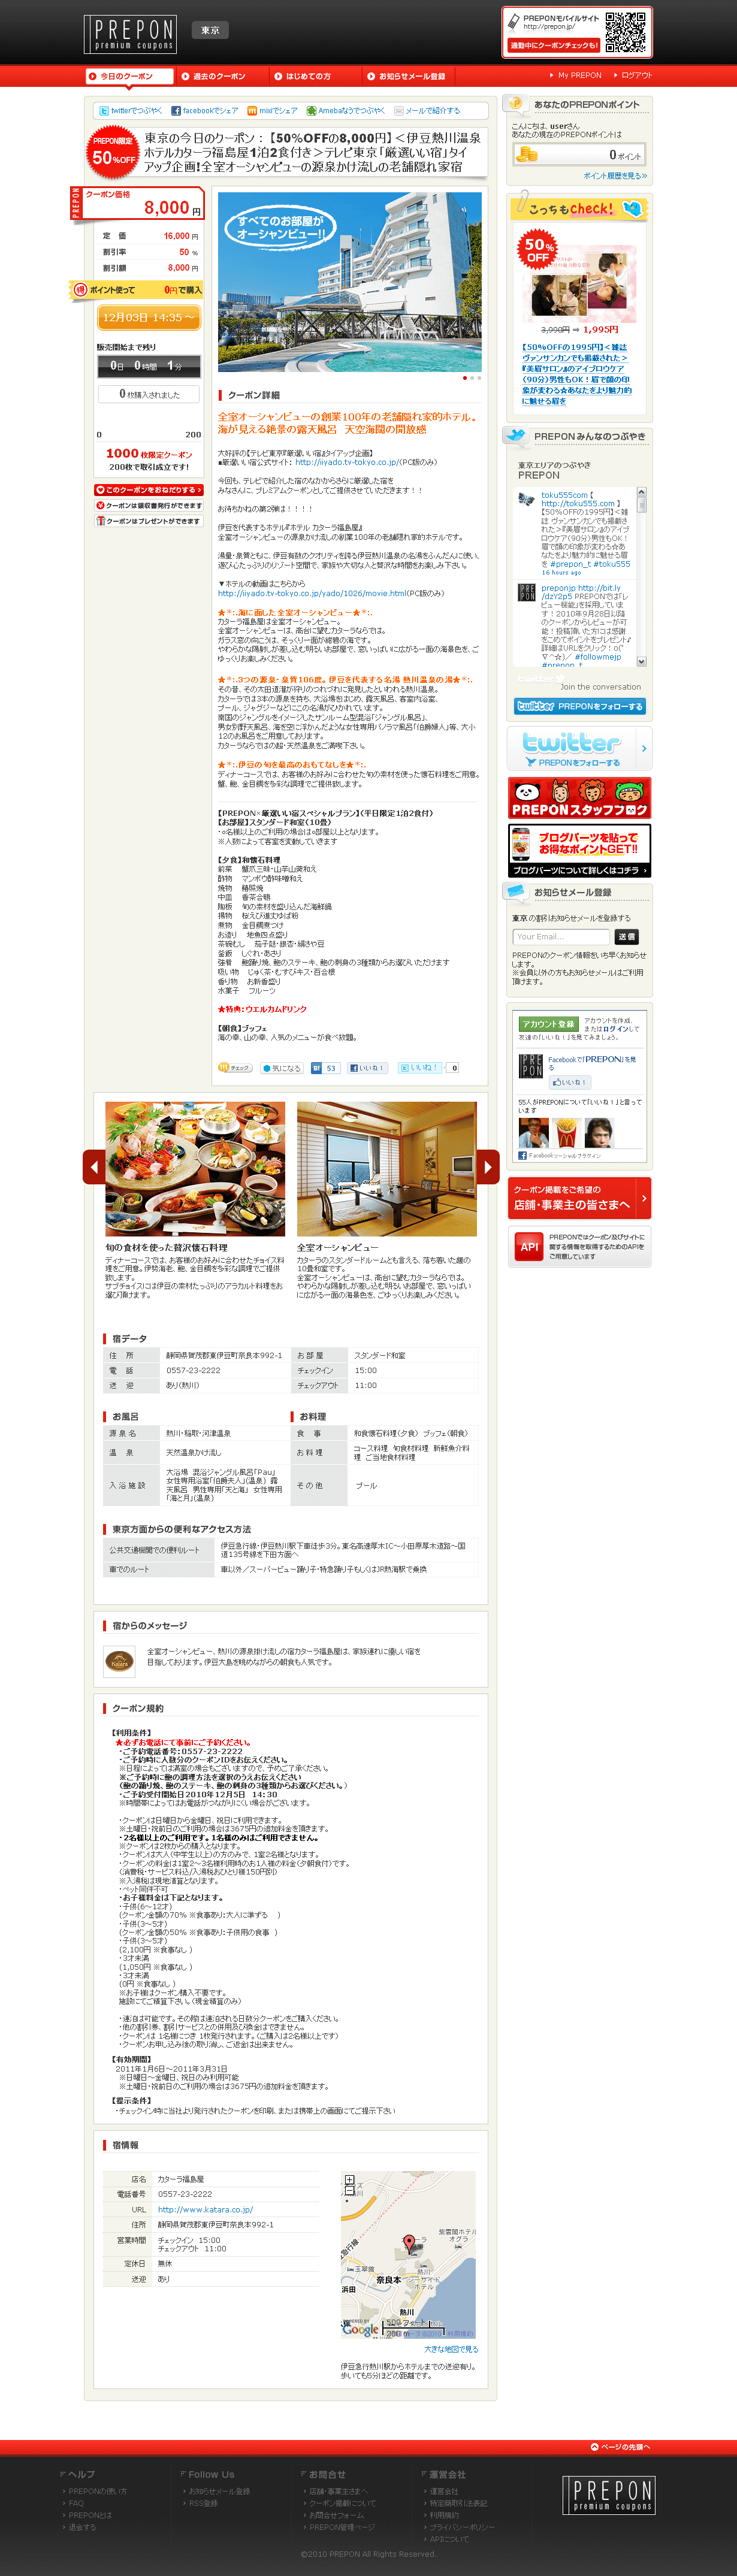 PREPON
premium coupons
東京
PREPONモバイルサイト
http://prepon.jp/
通勤中にクーポンチェックも!
今日のクーポン
過去のクーポン
はじめての方
お知らせメール登録
My PREPON
ログアウト
twitterでつぶやく
facebookでシェア
mixiでシェア
Amebaなうでつぶやく
メールで紹介する
PREPON限定
50%OFF
東京の今日のクーポン：【50%OFFの8,000円】＜伊豆熱川温泉
ホテルカターラ福島屋1泊2食付き＞テレビ東京「厳選いい宿」タイ
アップ企画!全室オーシャンビューの源泉かけ流しの老舗隠れ家宿
クーポン価格
8,000円
定　価 16,000 円
割引率 50 %
割引額 8,000 円
ポイント使って 0円で購入
12月03日 14:35～
販売開始まで残り
0日 0時間 1分
0枚購入されました
0 200
1000枚限定クーポン
200枚で取引成立です!
このクーポンをおねだりする
クーポンは領収書発行ができます
クーポンはプレゼントができます
すべてのお部屋が
オーシャンビュー!
クーポン詳細
全室オーシャンビューの創業100年の老舗隠れ家的ホテル。
海が見える絶景の露天風呂　天空海闊の開放感
大好評の【テレビ東京『厳選いい宿』タイアップ企画】
■厳選いい宿公式サイト： http://iiyado.tv-tokyo.co.jp/（PC版のみ）
今回も、テレビで紹介した宿のなかからさらに厳選した宿を
みなさんに、プレミアムクーポンとしてご提供させていただきます！！
お待ちかねの第2弾は！！！！
伊豆を代表するホテル『ホテル カターラ福島屋』
全室オーシャンビューの源泉かけ流しの創業100年の老舗隠れ家的ホテルです。
湯量・泉質ともに、伊豆有数のクオリティを誇る伊豆熱川温泉の名湯を心ふんだんに使い、
遊び心たっぷりのリゾート空間で、家族で大切な人と贅沢な時間をお過ごし下さい。
▼ホテルの動画はこちらから
http://iiyado.tv-tokyo.co.jp/yado/1026/movie.html（PC版のみ）
★*:.海に面した全室オーシャンビュー★*:.
カターラ福島屋は全室オーシャンビュー。
全室オーシャンビューは、高台に望むカターラならでは。
ガラス窓の向こうは、そっくり一面が紺碧の海です。
やわらかな陽射しが差し込む明るいお部屋で、窓いっぱいに広がる一面の海景色を、ご
ゆっくりお楽しみください。
★*:.3つの源泉・泉質106度。伊豆を代表する名湯 熱川温泉の湯★*:.
その昔、その太田道灌が狩りのつれづれに発見したといわれる熱川温泉。
カターラでは3本の源泉を持ち、大浴場をまじめ、露天風呂、客室内浴室、
プール、ジャグジーなどにこの名湯がひかれています。
南国のジャングルをイメージしたサンルーム型混浴「ジャングル風呂」、
男女別野天風呂、海を空に浮かんだような女性専用パノラマ風呂「伯爵婦人」等、大小
12のお風呂をご用意しております。
カターラならではの超・天然温泉をご満喫下さい。
★*:.伊豆の旬を最高のおもてなしを★*:.
ディナーコースでは、お客様のお好みに合わせた旬の素材を使った懐石料理をご用意。
蟹、鮑、金目鯛を多彩な調理でご提供します。
【PREPON×厳選いい宿スペシャルプラン】（平日限定1泊2食付）
【お部屋】スタンダード和室（10畳）
・○名様以上のご利用の場合は○部屋以上となります。
※人数によって客室を変動していきます
【夕食】和懐石料理
前菜　蟹爪三昧・山芋山葵和え
酢物　マンボウ酢味噌和え
焼物　鰆照焼
中皿　香茶合鴨
陶板　旬の素材を盛り込んだ海鮮鍋
揚物　桜えび進丈ゆば粉
煮物　金目鯛煮つけ
お造り　地魚四点盛り
茶碗むし　茄子豆・銀杏・絹さや豆
釜飯　しぐれ・あさり
強肴　鮑踊り焼、鮑のステーキ、鮑の刺身の3種類からお選びいただけます
吸い物　じゅく茶・むすびキス・百合根
香り物　お新香盛り
水菓子　フルーツ
★特典：ウエルカムドリンク
【朝食】ブッフェ
海の幸、山の幸、人気のメニューが食べ放題。
チェック
気になる
53
いいね！
いいね！ 0
旬の食材を使った贅沢懐石料理
ディナーコースでは、お客様のお好みに合わせたチョイス料
理をご用意。伊勢海老、鮑、金目鯛を多彩な調理でご提供
致します。
サブチョイスには伊豆の素材たっぷりのアラカルト料理をお
選び頂けます。
全室オーシャンビュー
カターラのスタンダードルームとも言える、落ち着いた趣の
10畳和室です。
全室オーシャンビューは、高台に望むカターラならでは。
やわらかな陽射しが差し込む明るいお部屋で、窓いっぱい
に広がる一面の海景色を、ごゆっくりお楽しみください。
宿データ
住　所 静岡県賀茂郡東伊豆町奈良本992-1
お部屋 スタンダード和室
電　話 0557-23-2222
チェックイン 15:00
送　迎 あり（熱川）
チェックアウト 11:00
お風呂
お料理
源泉名 熱川・稲取・河津温泉
食　事 和食懐石料理（夕食） ブッフェ（朝食）
温　泉 天然温泉かけ流し
お料理 コース料理　旬食材料理　新鮮魚介料
理　ご当地食材料理
入浴施設 大浴場　混浴ジャングル風呂「Pau」
女性専用浴室「伯爵夫人」（温泉）　露
天風呂　男性専用「天と海」　女性専用
「海と月」（温泉）
その他 プール
東京方面からの便利なアクセス方法
公共交通機関での便利ルート 伊豆急行線・伊豆熱川駅下車徒歩3分。東名高速厚木IC～小田原厚木道路～国
道135号線を下田方面へ
車でのルート 車以外／スーパービュー踊り子・特急踊り子もしくはJR熱海駅で乗換
宿からのメッセージ
Katara
全室オーシャンビュー、熱川の源泉掛け流しの宿カターラ福島屋は、家族連れに優しい宿を
目指しております。伊豆大島を眺めながらの朝食も人気です。
クーポン規約
【利用条件】
★必ずお電話にて事前にご予約ください。
・ご予約電話番号：0557-23-2222
・ご予約時に人数分のクーポンIDをお伝えください。
※日程によっては満室の場合もございますので、予めご了承ください。
※ご予約時に鮑の調理方法を選択のうえお伝えください
（鮑の踊り焼、鮑のステーキ、鮑の刺身の3種類からお選びください。）
・ご予約受付開始日2010年12月5日　14：30
※時間帯によってはお電話がつながりにくい場合がございます。
・クーポンは日曜日から金曜日、祝日に利用できます。
※土曜日・祝前日のご利用の場合は3675円の追加料金を頂きます。
・2名様以上のご利用です。1名様のみはご利用できません。
※クーポンは2枚からの購入となります。
・クーポンは大人（中学生以上）の方のみで、1室2名様となります。
・クーポンの料金は1室2～3名様利用時のお1人様の料金（夕朝食付）です。
（消費税・サービス料込/入湯税おひとり様150円別）
※入湯税は現地清算となります。
・ペット同伴不可
・お子様料金は下記となります。
・子供（6～12才）
（クーポン金額の70% ※食事あり：大人に準ずる　）
・子供（3～5才）
（クーポン金額の50% ※食事あり：子供用の食事　）
・子供（3～5才）
（2,100円 ※食事なし ）
・3才未満
（1,050円 ※食事なし ）
・3才未満
（0円 ※食事なし ）
※お子様はクーポン購入不要です。
施設にてご精算下さい。（現金精算のみ）
・連泊は可能です。その際は連泊される日数分クーポンをご購入ください。
・他の割引券、割引サービスとの併用及び換金はできません。
・クーポンは 1名様につき 1枚発行されます。（ご購入は2名様以上です）
・クーポンお申し込み後の取り消し、ご返金は出来ません。
【有効期間】
2011年1月6日～2011年3月31日
※日曜日～金曜日、祝日のみ利用可能
※土曜日・祝前日のご利用の場合は3675円の追加料金を頂きます。
【提示条件】
・チェックイン時に当社より発行されたクーポンを印刷、または携帯上の画面にてご提示下さい
宿情報
店名 カターラ福島屋
電話番号 0557-23-2222
URL http://www.katara.co.jp/
住所 静岡県賀茂郡東伊豆町奈良本992-1
営業時間 チェックイン　15:00
チェックアウト　11:00
定休日 無休
送迎 あり
奈良本
浜田
熱川
Google
大きな地図で見る
伊豆急行熱川駅からホテルまでの送迎有り。
歩いても5分ほどの距離です。
あなたのPREPONポイント
こんにちは、userさん
あなたの現在のPREPONポイントは
0ポイント
ポイント履歴を見る
こっちもcheck!
50%OFF
3,990円 ⇒ 1,995円
【50%OFFの1995円】＜雑誌
ヴァンサンカンでも掲載された＞
『美眉サロン』のアイブロウケア
（90分）男性もOK！眉で顔の印
象が変わる☆あなたをより魅力的
に魅せる眉を
PREPONみんなのつぶやき
東京エリアのつぶやき
PREPON
toku555com 【
http://toku555.com 】
【50%OFFの1995円】＜雑
誌 ヴァンサンカンでも掲載さ
れた＞『美眉サロン』のアイブ
ロウケア（90分）男性もOK！
眉で顔の印象が変わる☆あ
なたをより魅力的に魅せる眉
を #prepon_t #toku555
16 hours ago
preponjp http://bit.ly
/dzY2p5 PREPONでは「レ
ビュー機能」を採用していま
す！2010年9月28日以降
のクーポンからレビューが可
能！投稿頂いた方には感謝
をこめてポイントをプレゼント♪
詳細はURLをクリック！o(*
▽^☆)／ #followmejp
#prepon_t
twitter
Join the conversation
twitter PREPONをフォローする
twitter
PREPONをフォローする
PREPONスタッフブログ
ブログパーツを貼って
お得なポイントGET!!
ブログパーツについて詳しくはコチラ
お知らせメール登録
東京の割引お知らせメールを登録する
Your Email...
送信
PREPONのクーポン情報をいち早くお知らせ
します。
※会員以外の方もお知らせメールはご利用
頂けます。
アカウント登録
アカウントを作成、
またはログインして
友達の「いいね！」を見てみましょう。
Facebookで「PREPON」を見
る
いいね！
55人がPREPONについて「いいね！」と言って
います
Facebookソーシャルプラグイン
クーポン掲載をご希望の
店舗・事業主の皆さまへ
API
PREPONではクーポン及びサイトに
関する情報を取得するためのAPIを
ご用意しています
ページの先頭へ
ヘルプ
PREPONの使い方
FAQ
PREPONとは
退会する
Follow Us
お知らせメール登録
RSS登録
お問合せ
店舗・事業主さまへ
クーポン掲載について
お問合せフォーム
PREPON管理ページ
運営会社
運営会社
特定商取引法表記
利用規約
プライバシーポリシー
APIについて
PREPON
premium coupons
©2010 PREPON All Rights Reserved.